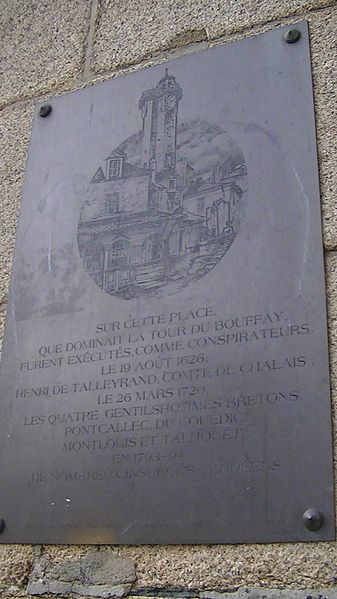 SUR CETTE PLACE,
QUE DOMINAIT LA TOUR DU BOUFFAY,
FURENT EXÉCUTÉS, COMME CONSPIRATEURS
LE 19 AOÛT 1626,
HENRI DE TALLEYRAND, COMTE DE CHALAIS
LE 26 MARS 1720,
LES QUATRE GENTILSHOMMES BRETONS
PONTCALLEC, DU COUËDIC,
MONTLOUIS ET TALHOUËT
EN 1793-94,
DE NOMBREUX INSURGÉS VENDÉENS